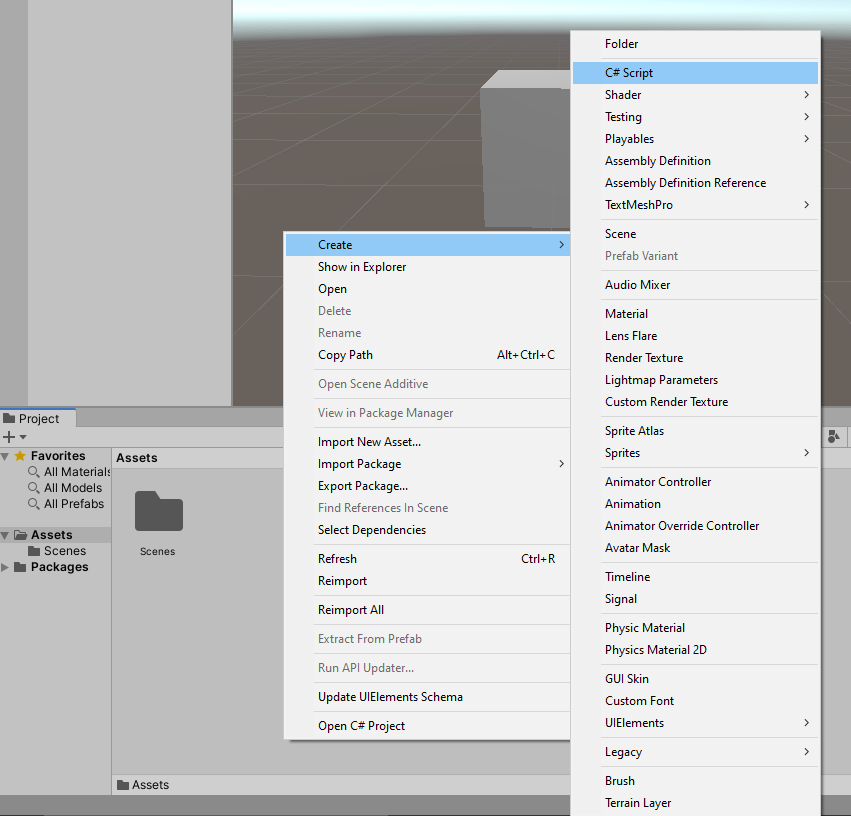 Project
Favorites
All Materials
All Models
All Prefabs
Assets
Scenes
Packages
Assets
Scenes
Assets
Create
Show in Explorer
Open
Delete
Rename
Copy Path Alt+Ctrl+C
Open Scene Additive
View in Package Manager
Import New Asset...
Import Package
Export Package...
Find References In Scene
Select Dependencies
Refresh Ctrl+R
Reimport
Reimport All
Extract From Prefab
Run API Updater...
Update UIElements Schema
Open C# Project
Folder
C# Script
Shader
Testing
Playables
Assembly Definition
Assembly Definition Reference
TextMeshPro
Scene
Prefab Variant
Audio Mixer
Material
Lens Flare
Render Texture
Lightmap Parameters
Custom Render Texture
Sprite Atlas
Sprites
Animator Controller
Animation
Animator Override Controller
Avatar Mask
Timeline
Signal
Physic Material
Physics Material 2D
GUI Skin
Custom Font
UIElements
Legacy
Brush
Terrain Layer